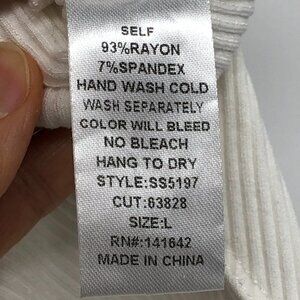 SELF
93%RAYON
7%SPANDEX
HAND WASH COLD
WASH SEPARATELY
COLOR WILL BLEED
NO BLEACH
HANG TO DRY
STYLE:SS5197
CUT:63828
SIZE:L
RN#:141642
MADE IN CHINA